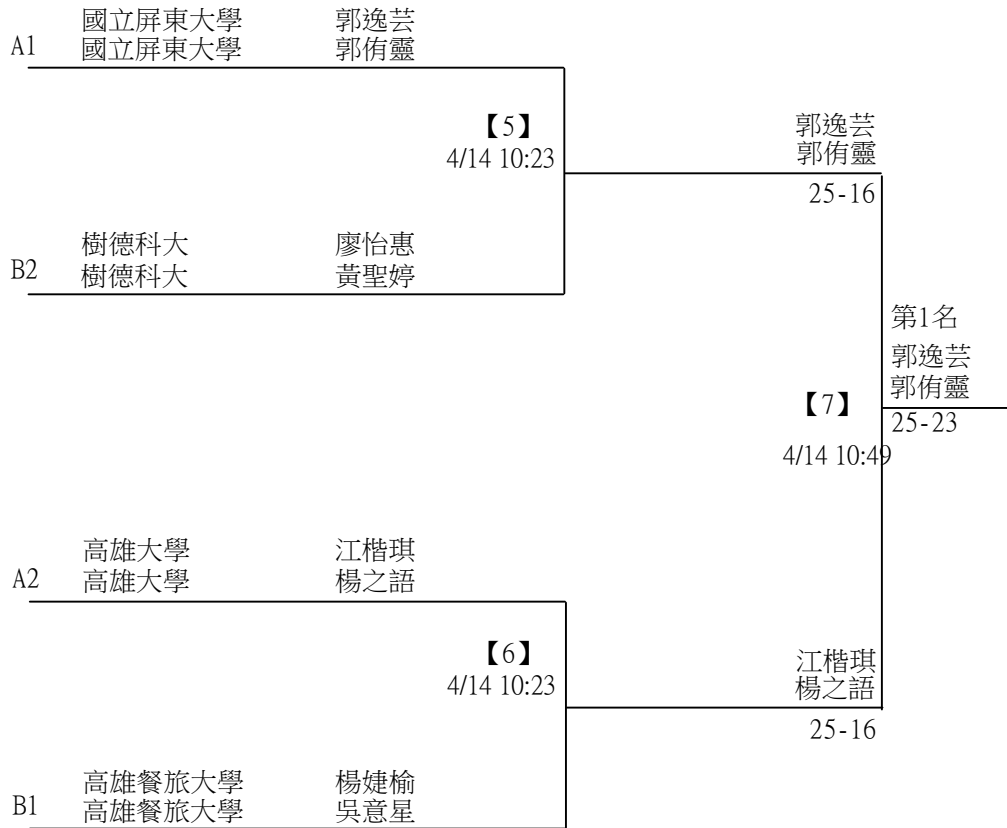 國立屏東大學 郭逸芸
A1 國立屏東大學 郭侑靈
【5】
4/14 10:23
郭逸芸
郭侑靈
25-16
樹德科大 廖怡惠
B2 樹德科大 黃聖婷
第1名
郭逸芸
郭侑靈
【7】
25-23
4/14 10:49
高雄大學 江楷琪
A2 高雄大學 楊之語
【6】
4/14 10:23
江楷琪
楊之語
25-16
高雄餐旅大學 楊婕榆
B1 高雄餐旅大學 吳意星